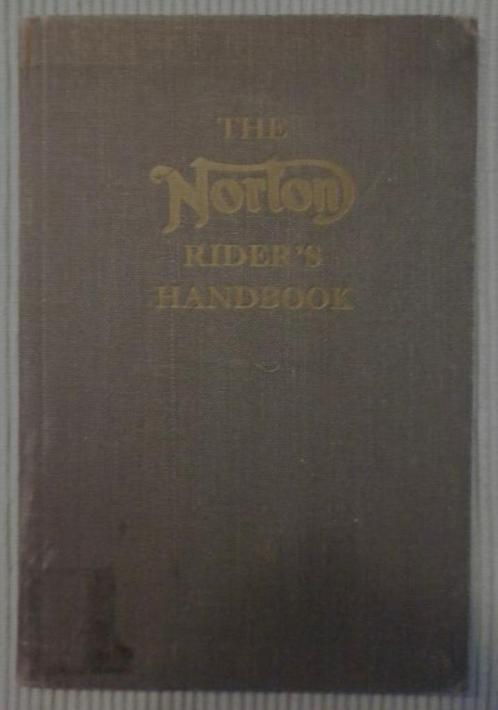 THE
Norton
RIDER'S
HANDBOOK